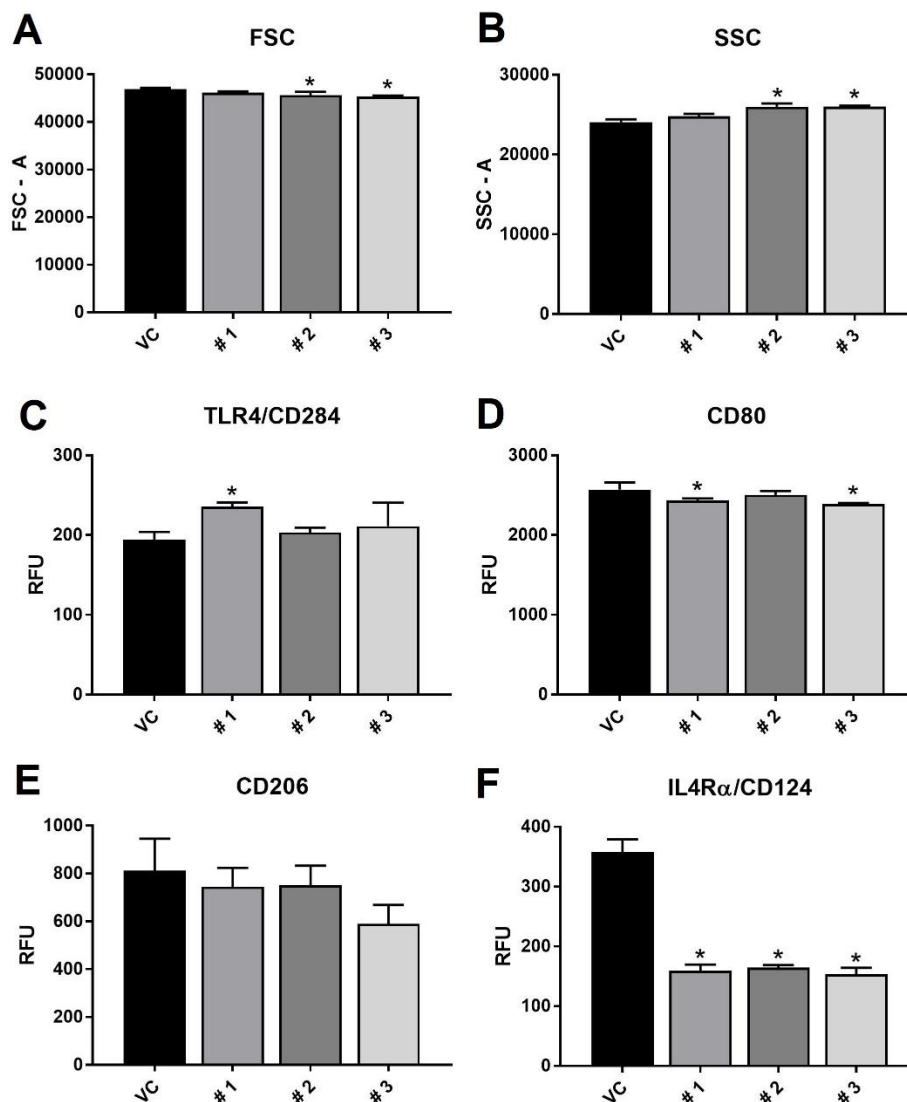 A
FSC
FSC - A
50000
40000
30000
20000
10000
0
* *
VC #1 #2 #3
B
SSC
SSC - A
30000
20000
10000
0
* *
VC #1 #2 #3
C
TLR4/CD284
RFU
300
200
100
0
*
VC #1 #2 #3
D
CD80
RFU
3000
2000
1000
0
* *
VC #1 #2 #3
E
CD206
RFU
1000
800
600
400
200
0
VC #1 #2 #3
F
IL4Rα/CD124
RFU
400
300
200
100
0
* * *
VC #1 #2 #3